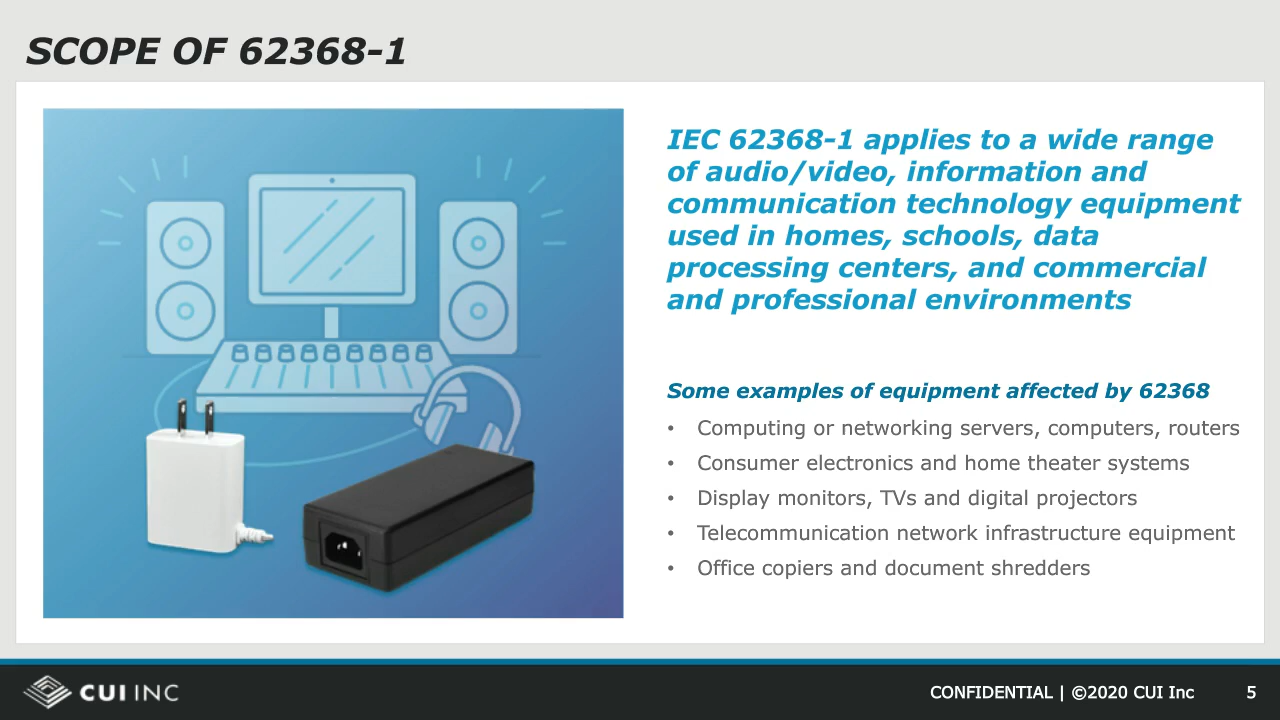 SCOPE OF 62368-1
IEC 62368-1 applies to a wide range
of audio/video, information and
communication technology equipment
used in homes, schools, data
processing centers, and commercial
and professional environments
Some examples of equipment affected by 62368
• Computing or networking servers, computers, routers
• Consumer electronics and home theater systems
• Display monitors, TVs and digital projectors
• Telecommunication network infrastructure equipment
• Office copiers and document shredders
CUI INC
CONFIDENTIAL | ©2020 CUI Inc 5